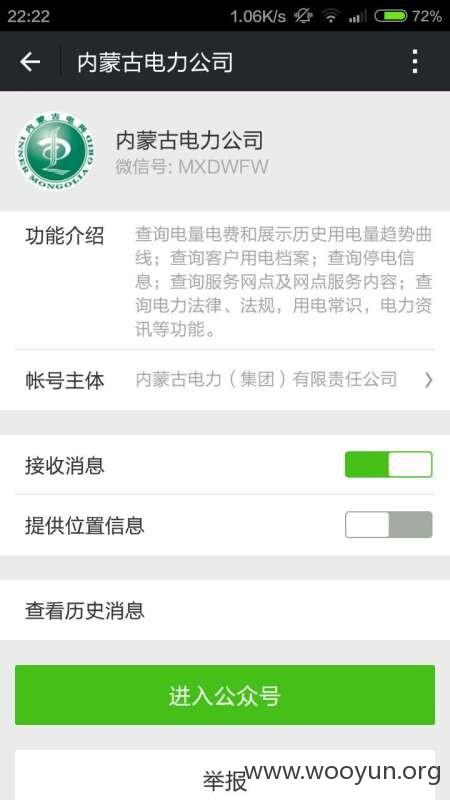 22:22
1.06K/s
72%
内蒙古电力公司
内蒙古电力公司
微信号: MXDWFW
内蒙古电网
INNER MONGOLIA GRID
功能介绍
查询电量电费和展示历史用电量趋势曲
线；查询客户用电档案；查询停电信
息；查询服务网点及网点服务内容；查
询电力法律、法规，用电常识，电力资
讯等功能。
帐号主体
内蒙古电力（集团）有限责任公司
接收消息
提供位置信息
查看历史消息
进入公众号
举报
www.wooyun.org